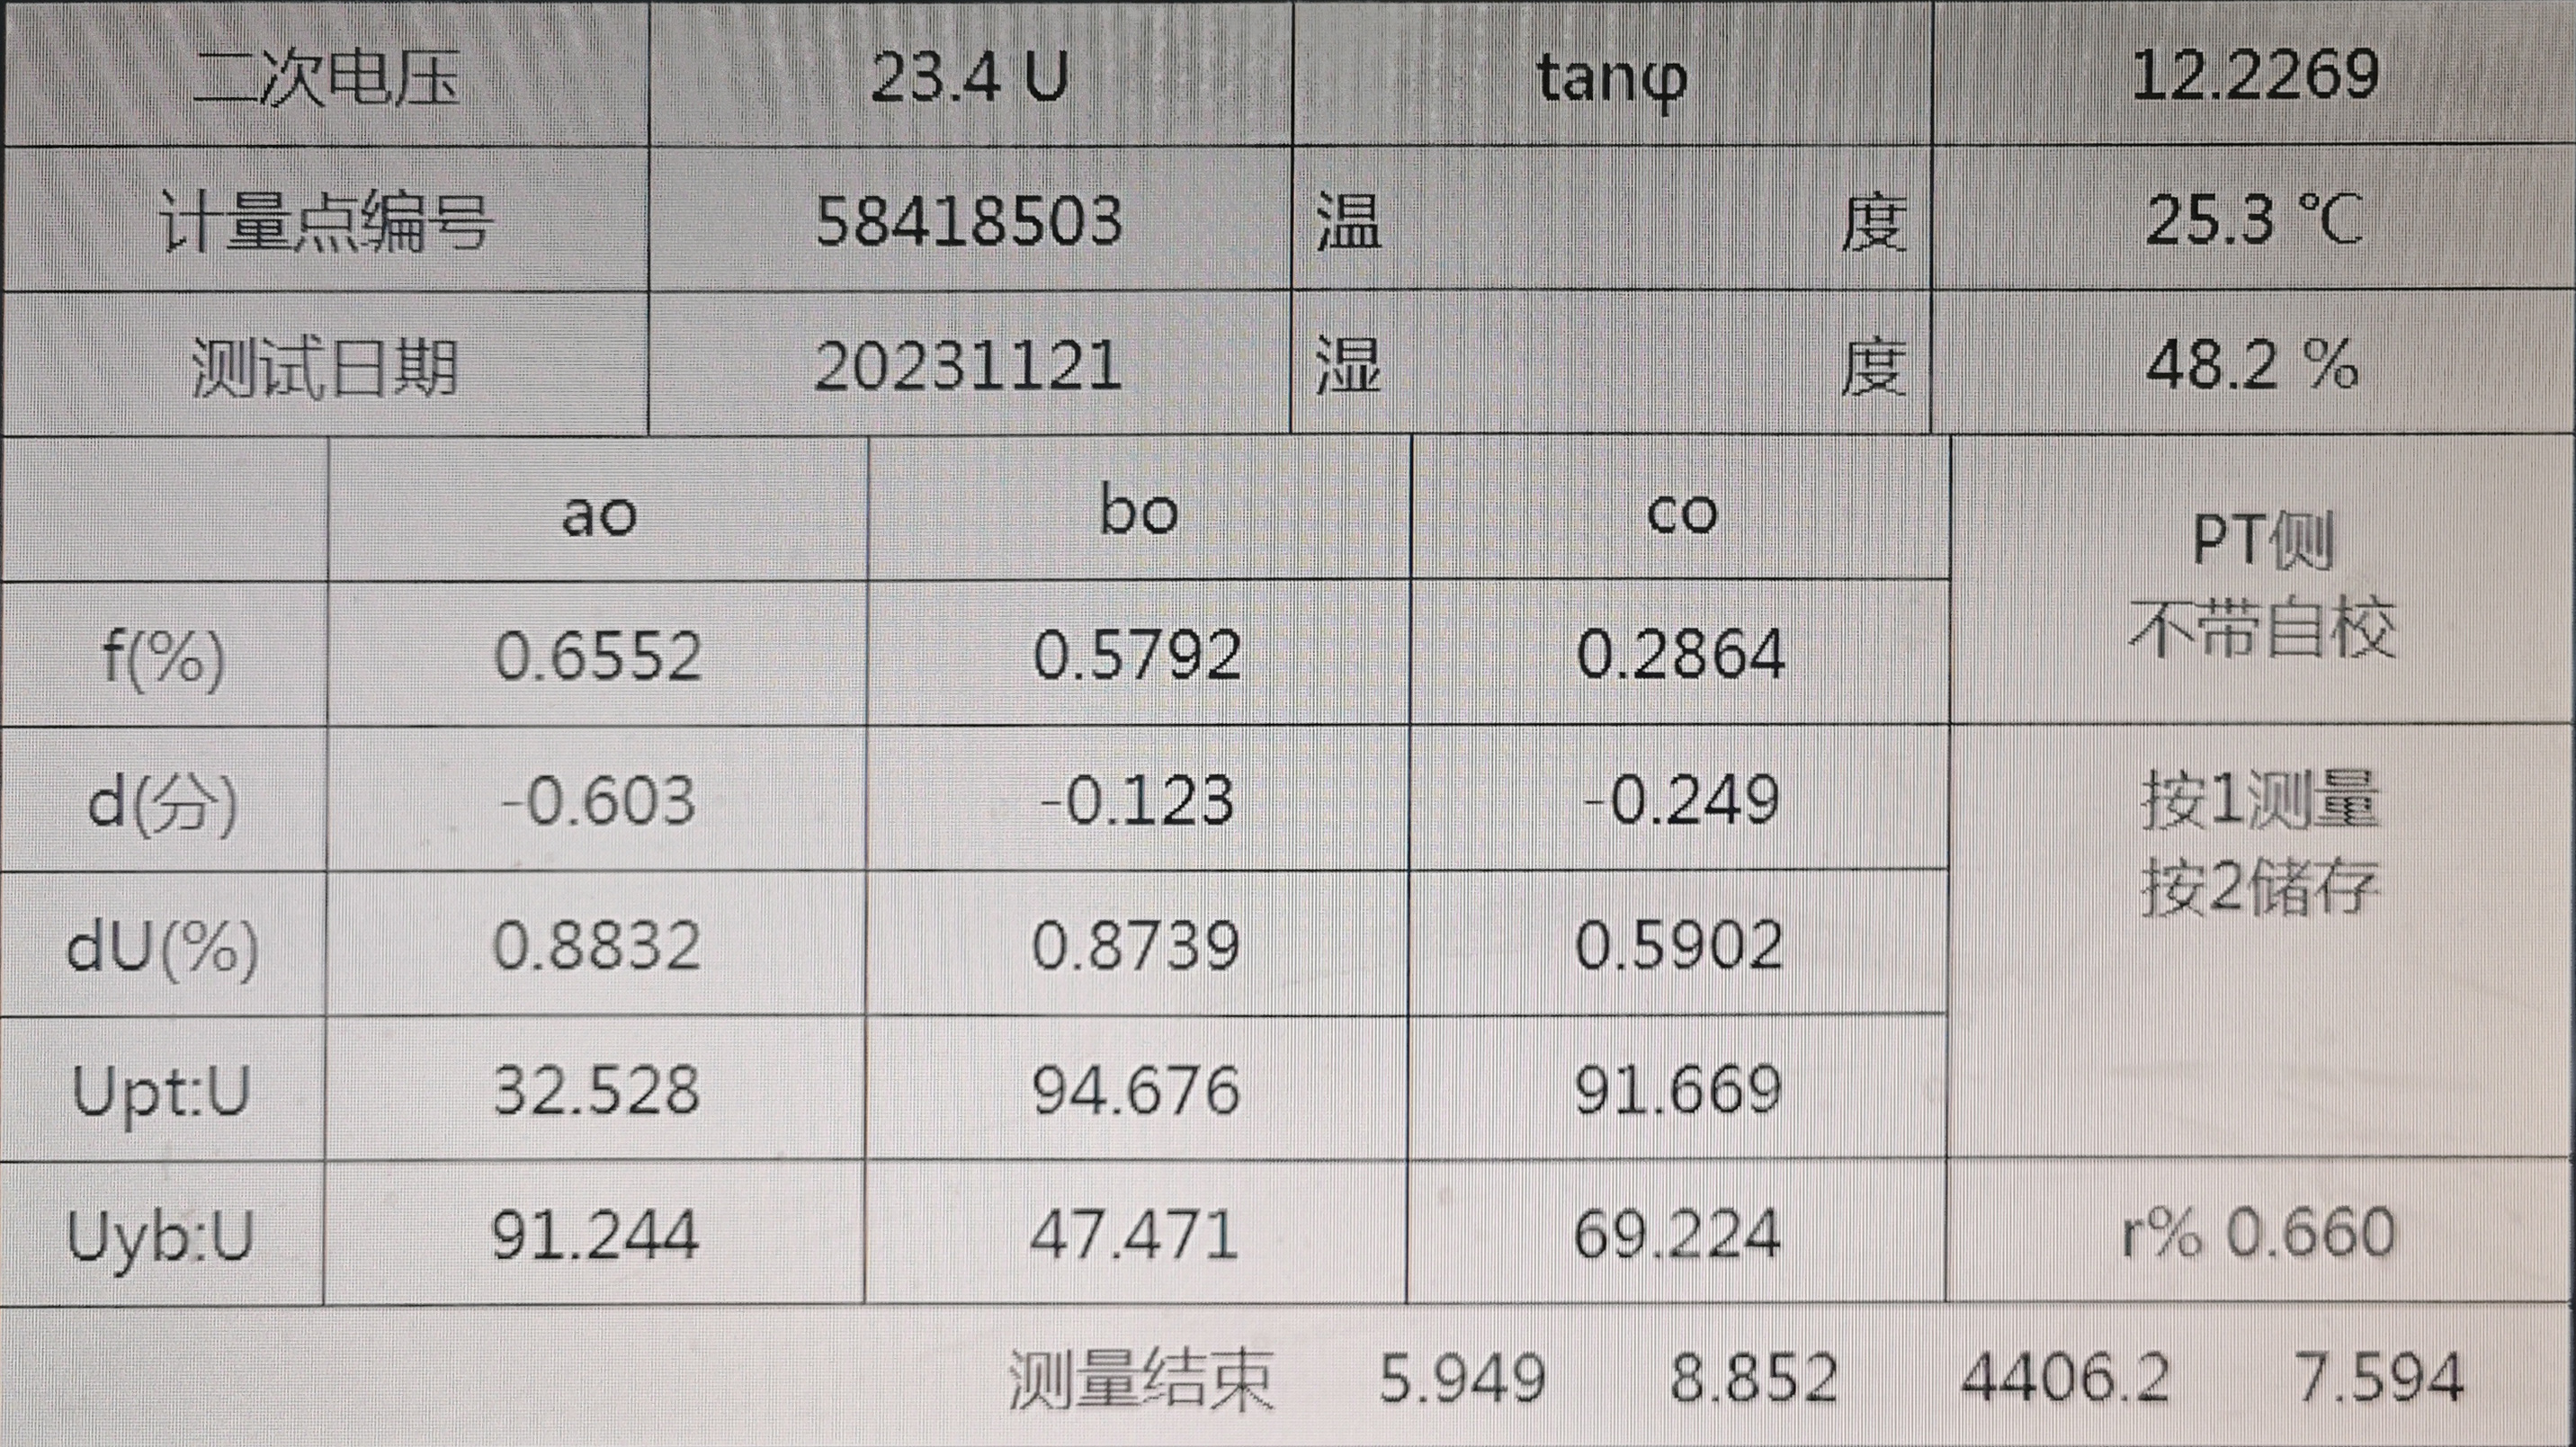 二次电压 23.4 U tanφ 12.2269
计量点编号 58418503 温 度 25.3 ℃
测试日期 20231121 湿 度 48.2 %
ao bo co
PT侧
不带自校
f(%) 0.6552 0.5792 0.2864
d(分) -0.603 -0.123 -0.249
按1测量
按2储存
dU(%) 0.8832 0.8739 0.5902
Upt:U 32.528 94.676 91.669
Uyb:U 91.244 47.471 69.224 r% 0.660
测量结束 5.949 8.852 4406.2 7.594